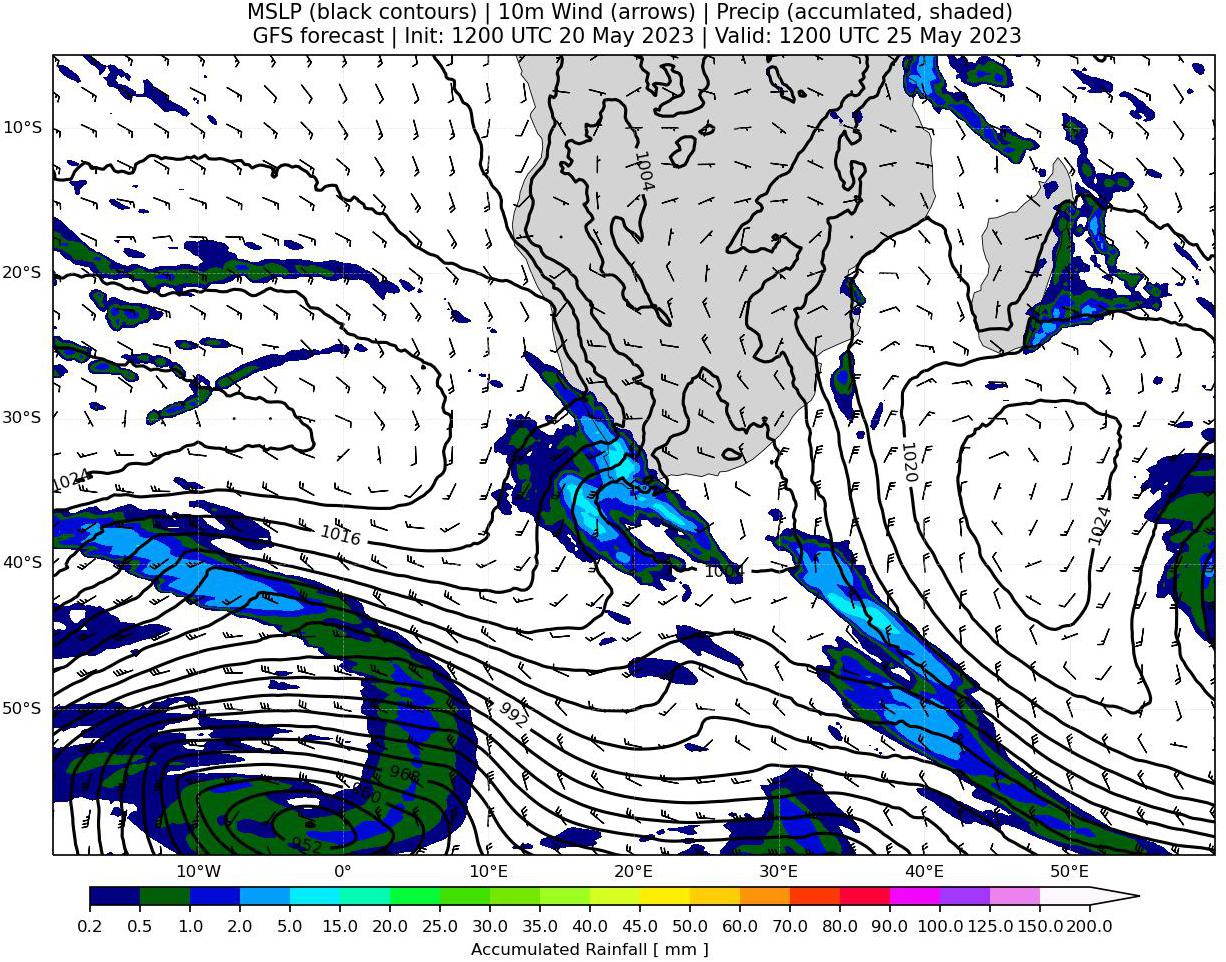 MSLP (black contours) | 10m Wind (arrows) | Precip (accumlated, shaded)
GFS forecast | Init: 1200 UTC 20 May 2023 | Valid: 1200 UTC 25 May 2023
10°S
20°S
30°S
40°S
50°S
1004
1024
1020
1024
1016
992
968
952
10°W 0° 10°E 20°E 30°E 40°E 50°E
0.2 0.5 1.0 2.0 5.0 15.0 20.0 25.0 30.0 35.0 40.0 45.0 50.0 60.0 70.0 80.0 90.0 100.0 125.0 150.0 200.0
Accumulated Rainfall [ mm ]